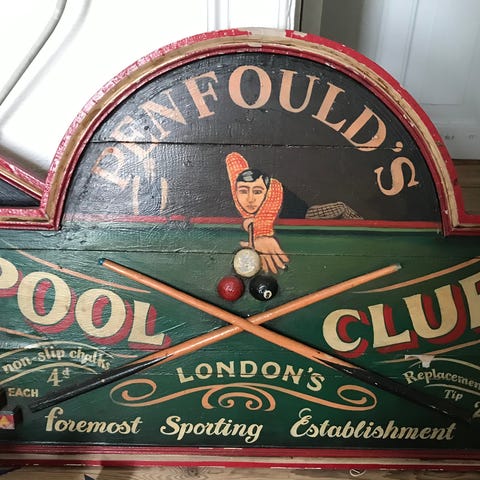 PENFOULD'S
POOL CLUB
non-slip chalks
4d
EACH
LONDON'S
Replacement
Tip
foremost Sporting Establishment